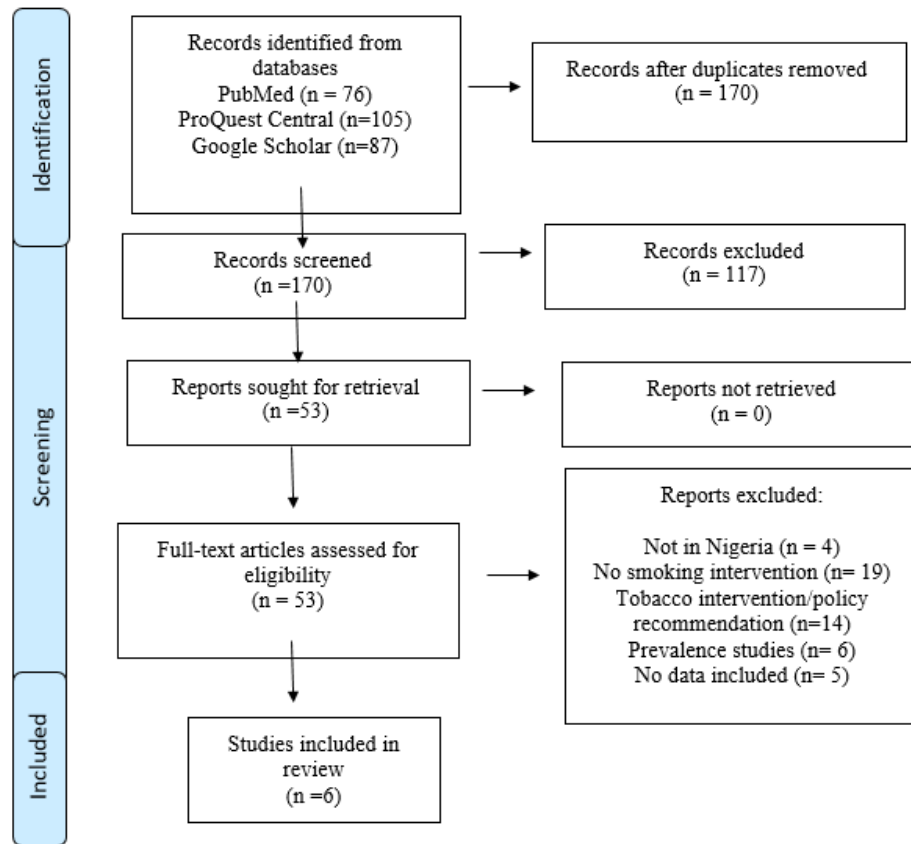 Identification
Records identified from
databases
PubMed (n = 76)
ProQuest Central (n=105)
Google Scholar (n=87)
Records after duplicates removed
(n = 170)
Screening
Records screened
(n =170)
Records excluded
(n = 117)
Reports sought for retrieval
(n =53)
Reports not retrieved
(n = 0)
Full-text articles assessed for
eligibility
(n = 53)
Reports excluded:
Not in Nigeria (n = 4)
No smoking intervention (n= 19)
Tobacco intervention/policy
recommendation (n=14)
Prevalence studies (n= 6)
No data included (n= 5)
Included
Studies included in
review
(n =6)